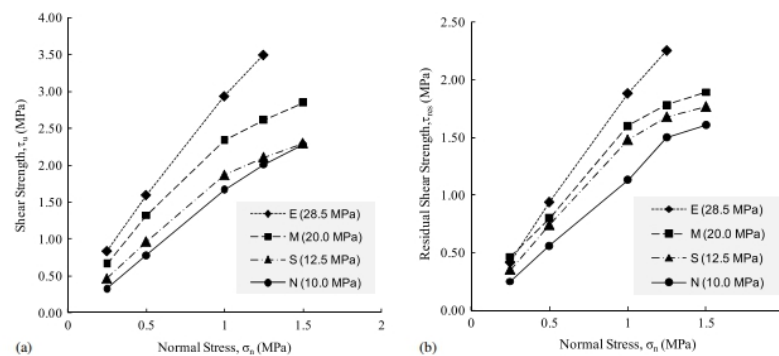 4.00
3.50
3.00
2.50
2.00
1.50
1.00
0.50
0.00
Shear Strength, τu (MPa)
E (28.5 MPa)
M (20.0 MPa)
S (12.5 MPa)
N (10.0 MPa)
0 0.5 1 1.5 2
(a) Normal Stress, σn (MPa)
2.50
2.00
1.50
1.00
0.50
0.00
Residual Shear Strength, τres (MPa)
E (28.5 MPa)
M (20.0 MPa)
S (12.5 MPa)
N (10.0 MPa)
0 0.5 1 1.5
(b) Normal Stress, σn (MPa)